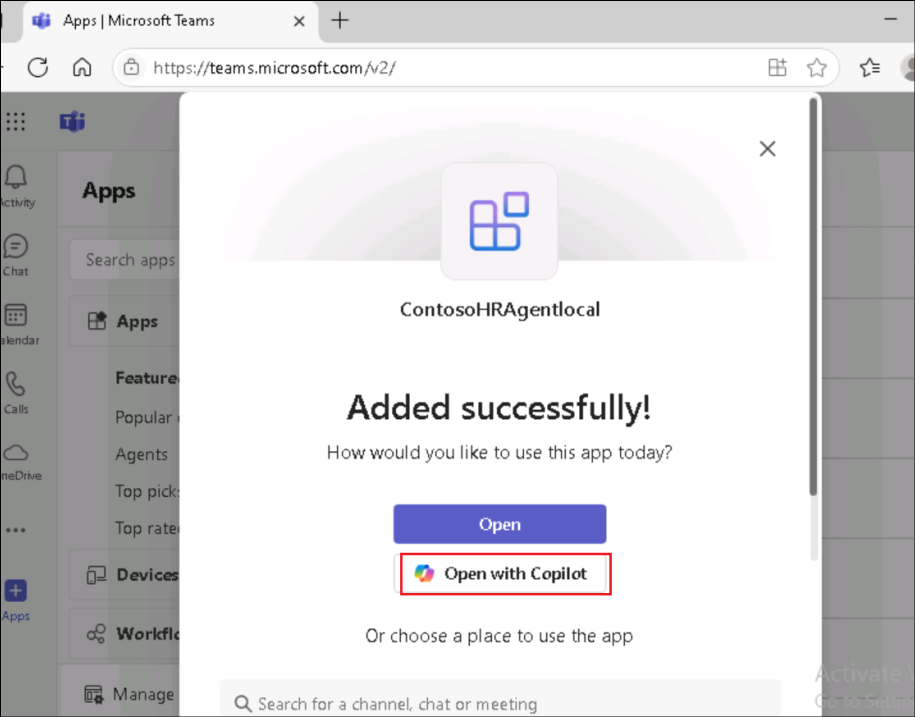 Apps | Microsoft Teams
https://teams.microsoft.com/v2/
Activity
Chat
alendar
Calls
neDrive
Apps
Apps
Search apps
Apps
Feature
Popular
Agents
Top picks
Top rate
Devices
Workflo
Manage
ContosoHRAgentlocal
Added successfully!
How would you like to use this app today?
Open
Open with Copilot
Or choose a place to use the app
Search for a channel, chat or meeting
Activate
Go to Settin